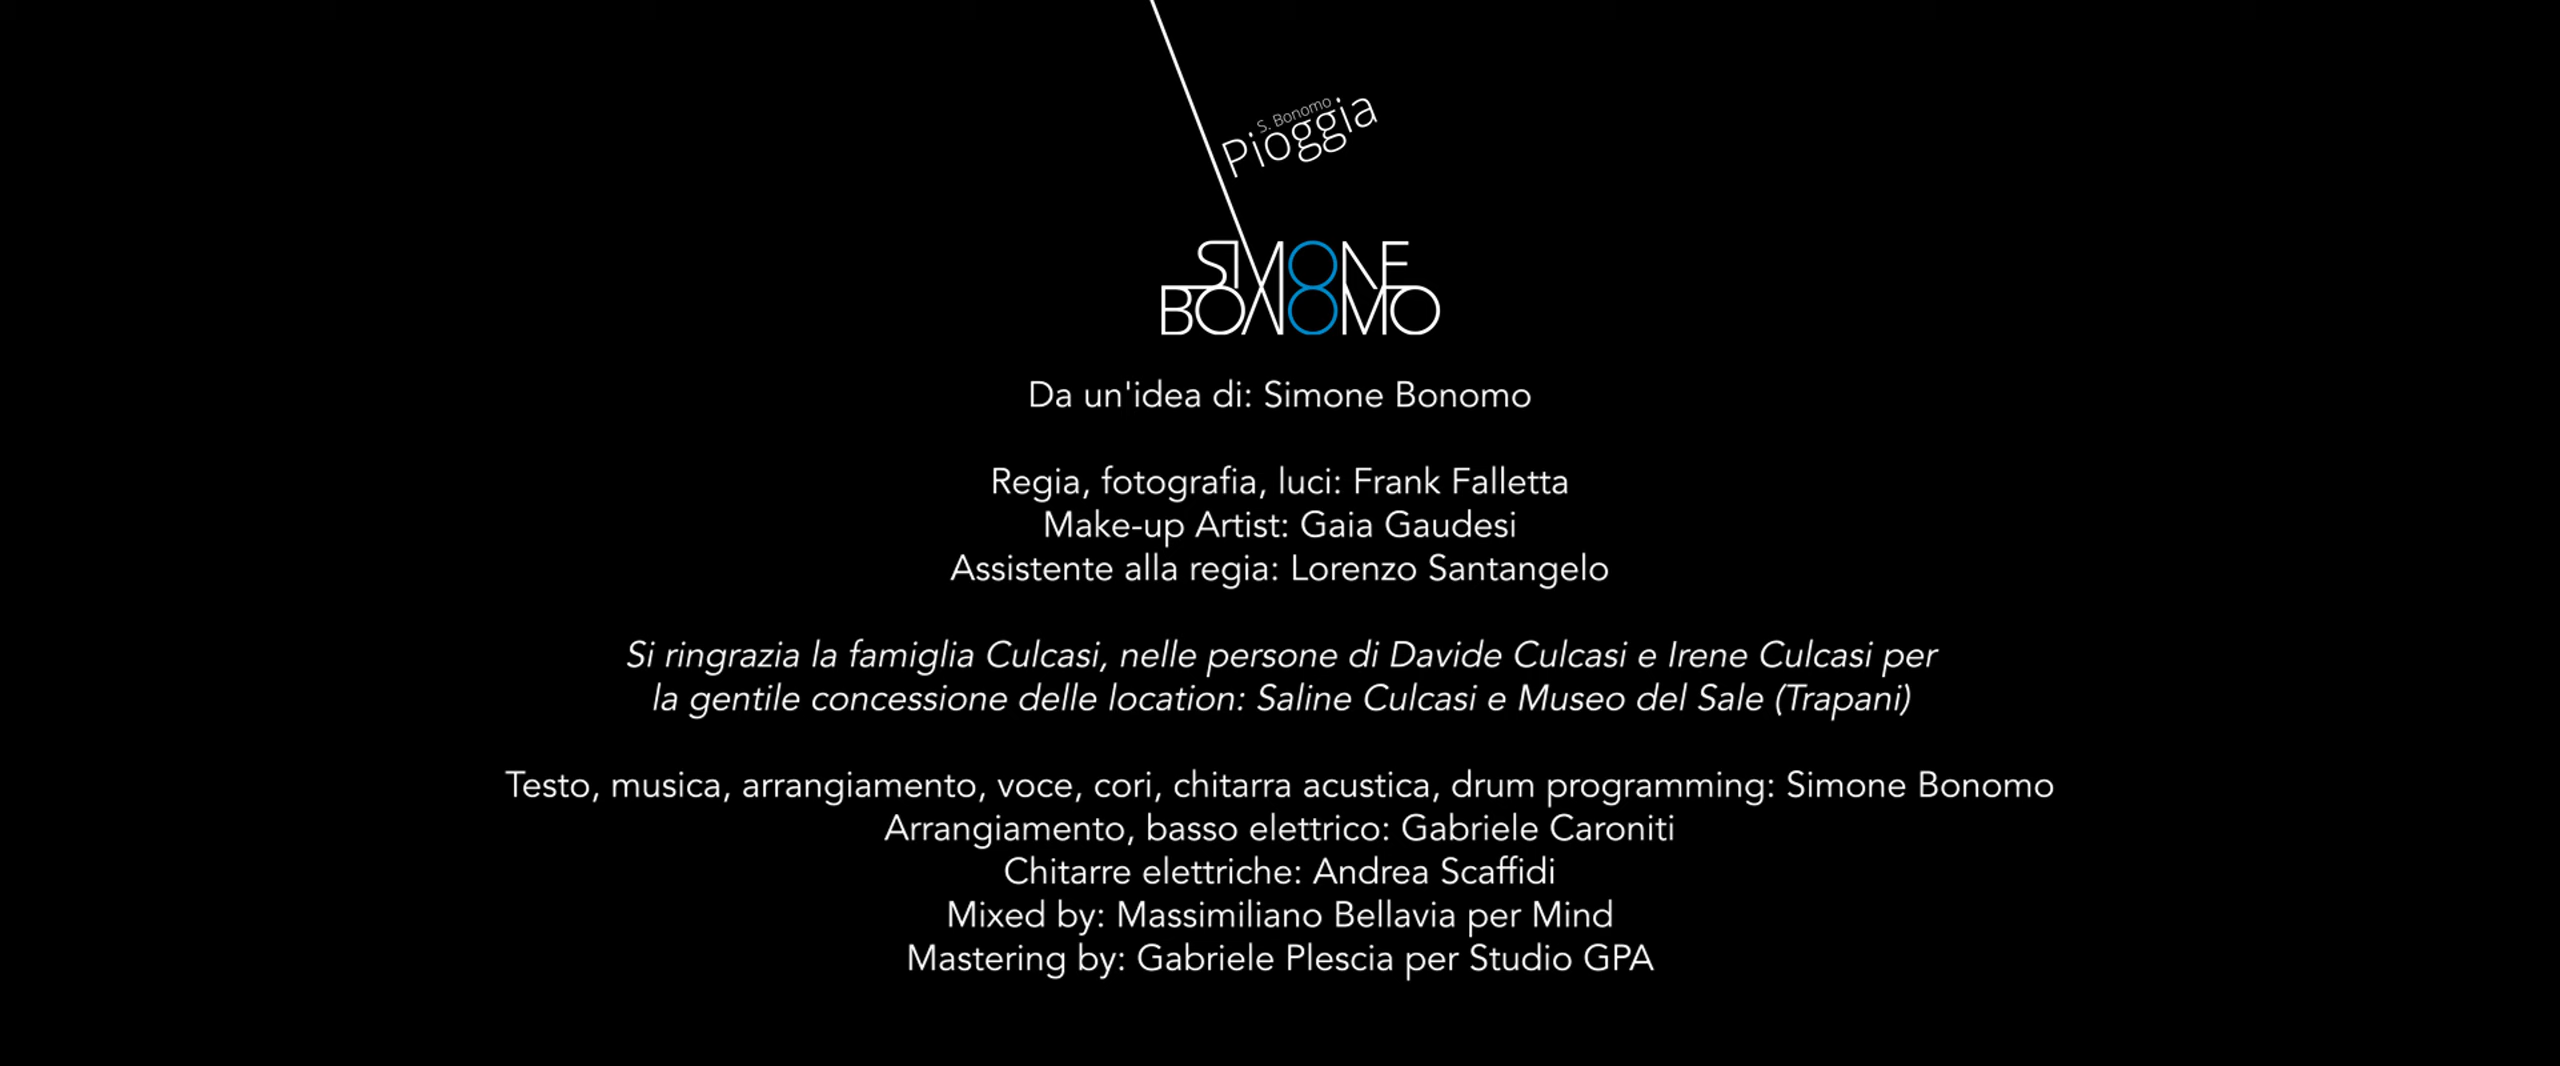 S. Bonomo
Pioggia
SIMONE
BONOMO
Da un'idea di: Simone Bonomo
Regia, fotografia, luci: Frank Falletta
Make-up Artist: Gaia Gaudesi
Assistente alla regia: Lorenzo Santangelo
Si ringrazia la famiglia Culcasi, nelle persone di Davide Culcasi e Irene Culcasi per
la gentile concessione delle location: Saline Culcasi e Museo del Sale (Trapani)
Testo, musica, arrangiamento, voce, cori, chitarra acustica, drum programming: Simone Bonomo
Arrangiamento, basso elettrico: Gabriele Caroniti
Chitarre elettriche: Andrea Scaffidi
Mixed by: Massimiliano Bellavia per Mind
Mastering by: Gabriele Plescia per Studio GPA